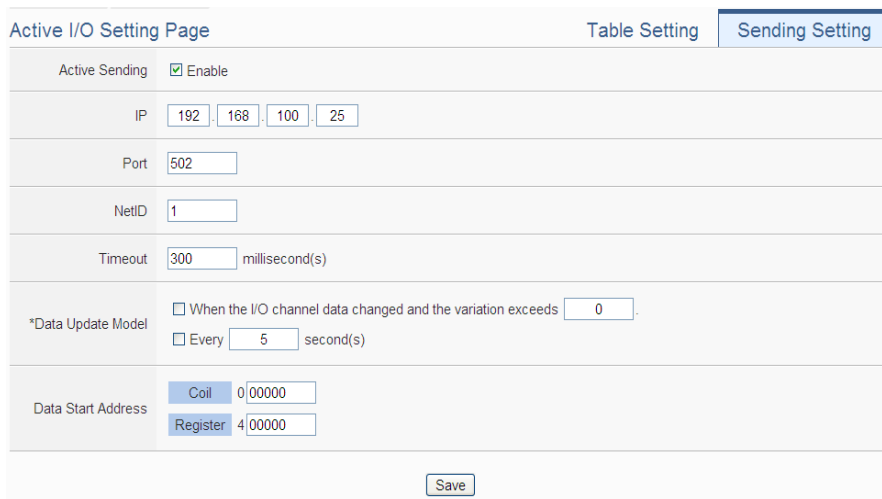 Active I/O Setting Page Table Setting Sending Setting
Active Sending Enable
IP 192 . 168 . 100 . 25
Port 502
NetID 1
Timeout 300 millisecond(s)
*Data Update Model
When the I/O channel data changed and the variation exceeds 0 .
Every 5 second(s)
Data Start Address
Coil 0 00000
Register 4 00000
Save